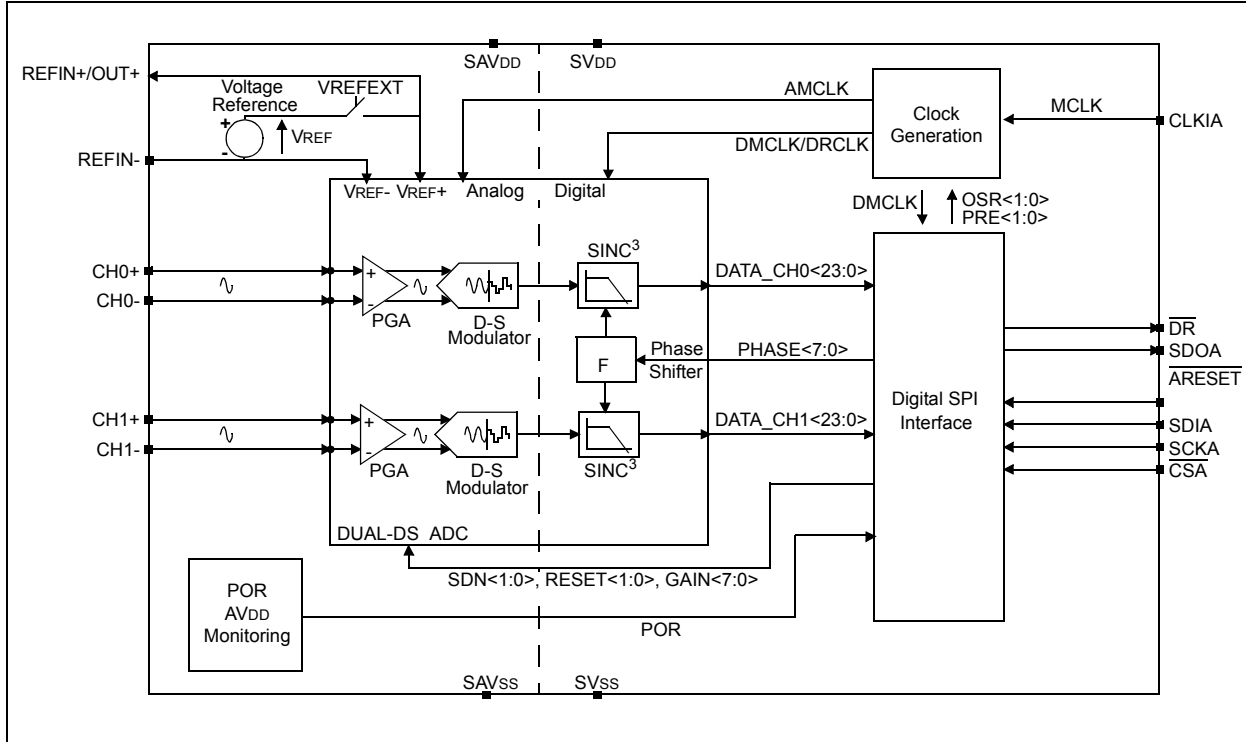 SAVDD
SVDD
REFIN+/OUT+
Voltage
Reference
VREFEXT
+
-
VREF
REFIN-
AMCLK
DMCLK/DRCLK
Clock
Generation
MCLK
CLKIA
VREF- VREF+
Analog
Digital
DMCLK
OSR<1:0>
PRE<1:0>
CH0+
CH0-
+
-
PGA
D-S
Modulator
SINC3
DATA_CH0<23:0>
F
Phase
Shifter
PHASE<7:0>
CH1+
CH1-
+
-
PGA
D-S
Modulator
SINC3
DATA_CH1<23:0>
Digital SPI
Interface
DR
SDOA
ARESET
SDIA
SCKA
CSA
DUAL-DS ADC
SDN<1:0>, RESET<1:0>, GAIN<7:0>
POR
AVDD
Monitoring
POR
SAVSS
SVSS